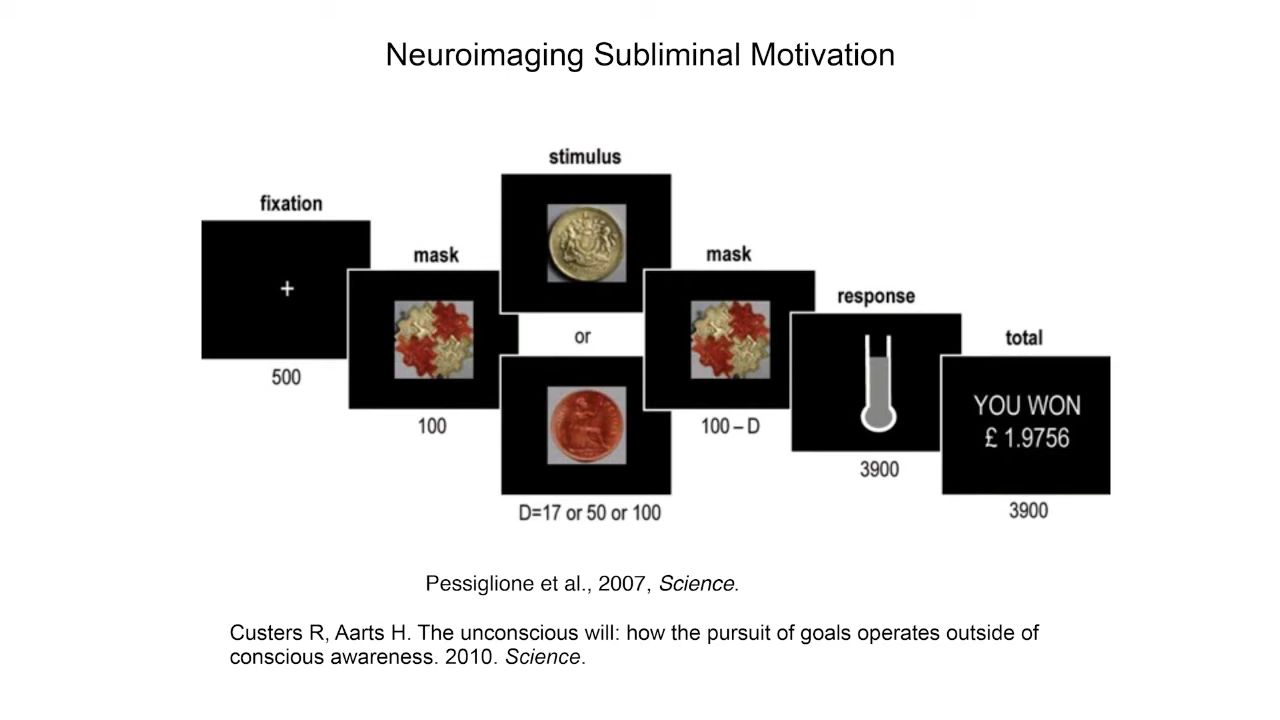 Neuroimaging Subliminal Motivation
fixation
+
500
mask
100
stimulus
or
D=17 or 50 or 100
mask
100 – D
response
3900
total
YOU WON
£ 1.9756
3900
Pessiglione et al., 2007, Science.
Custers R, Aarts H. The unconscious will: how the pursuit of goals operates outside of
conscious awareness. 2010. Science.